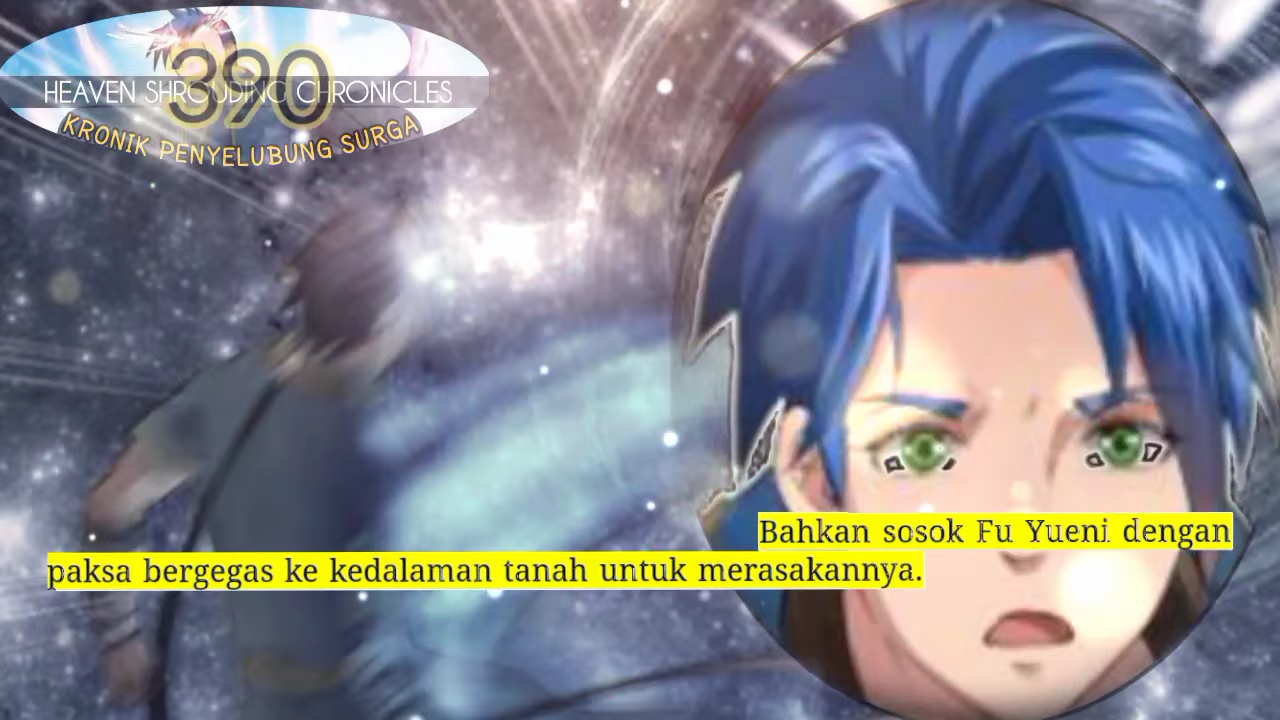 390
HEAVEN SHROUDING CHRONICLES
KRONIK PENYELUBUNG SURGA
Bahkan sosok Fu Yueni dengan
paksa bergegas ke kedalaman tanah untuk merasakannya.